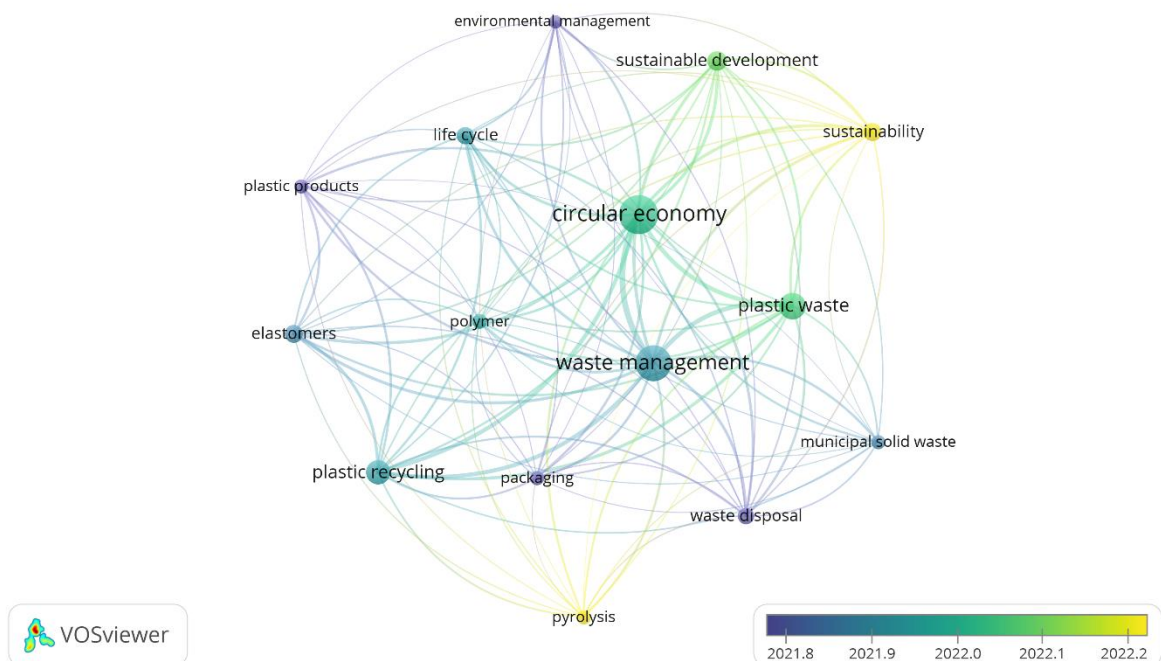 environmental management
sustainable development
sustainability
life cycle
plastic products
circular economy
plastic waste
polymer
elastomers
waste management
municipal solid waste
plastic recycling
packaging
waste disposal
pyrolysis
VOSviewer
2021.8 2021.9 2022.0 2022.1 2022.2